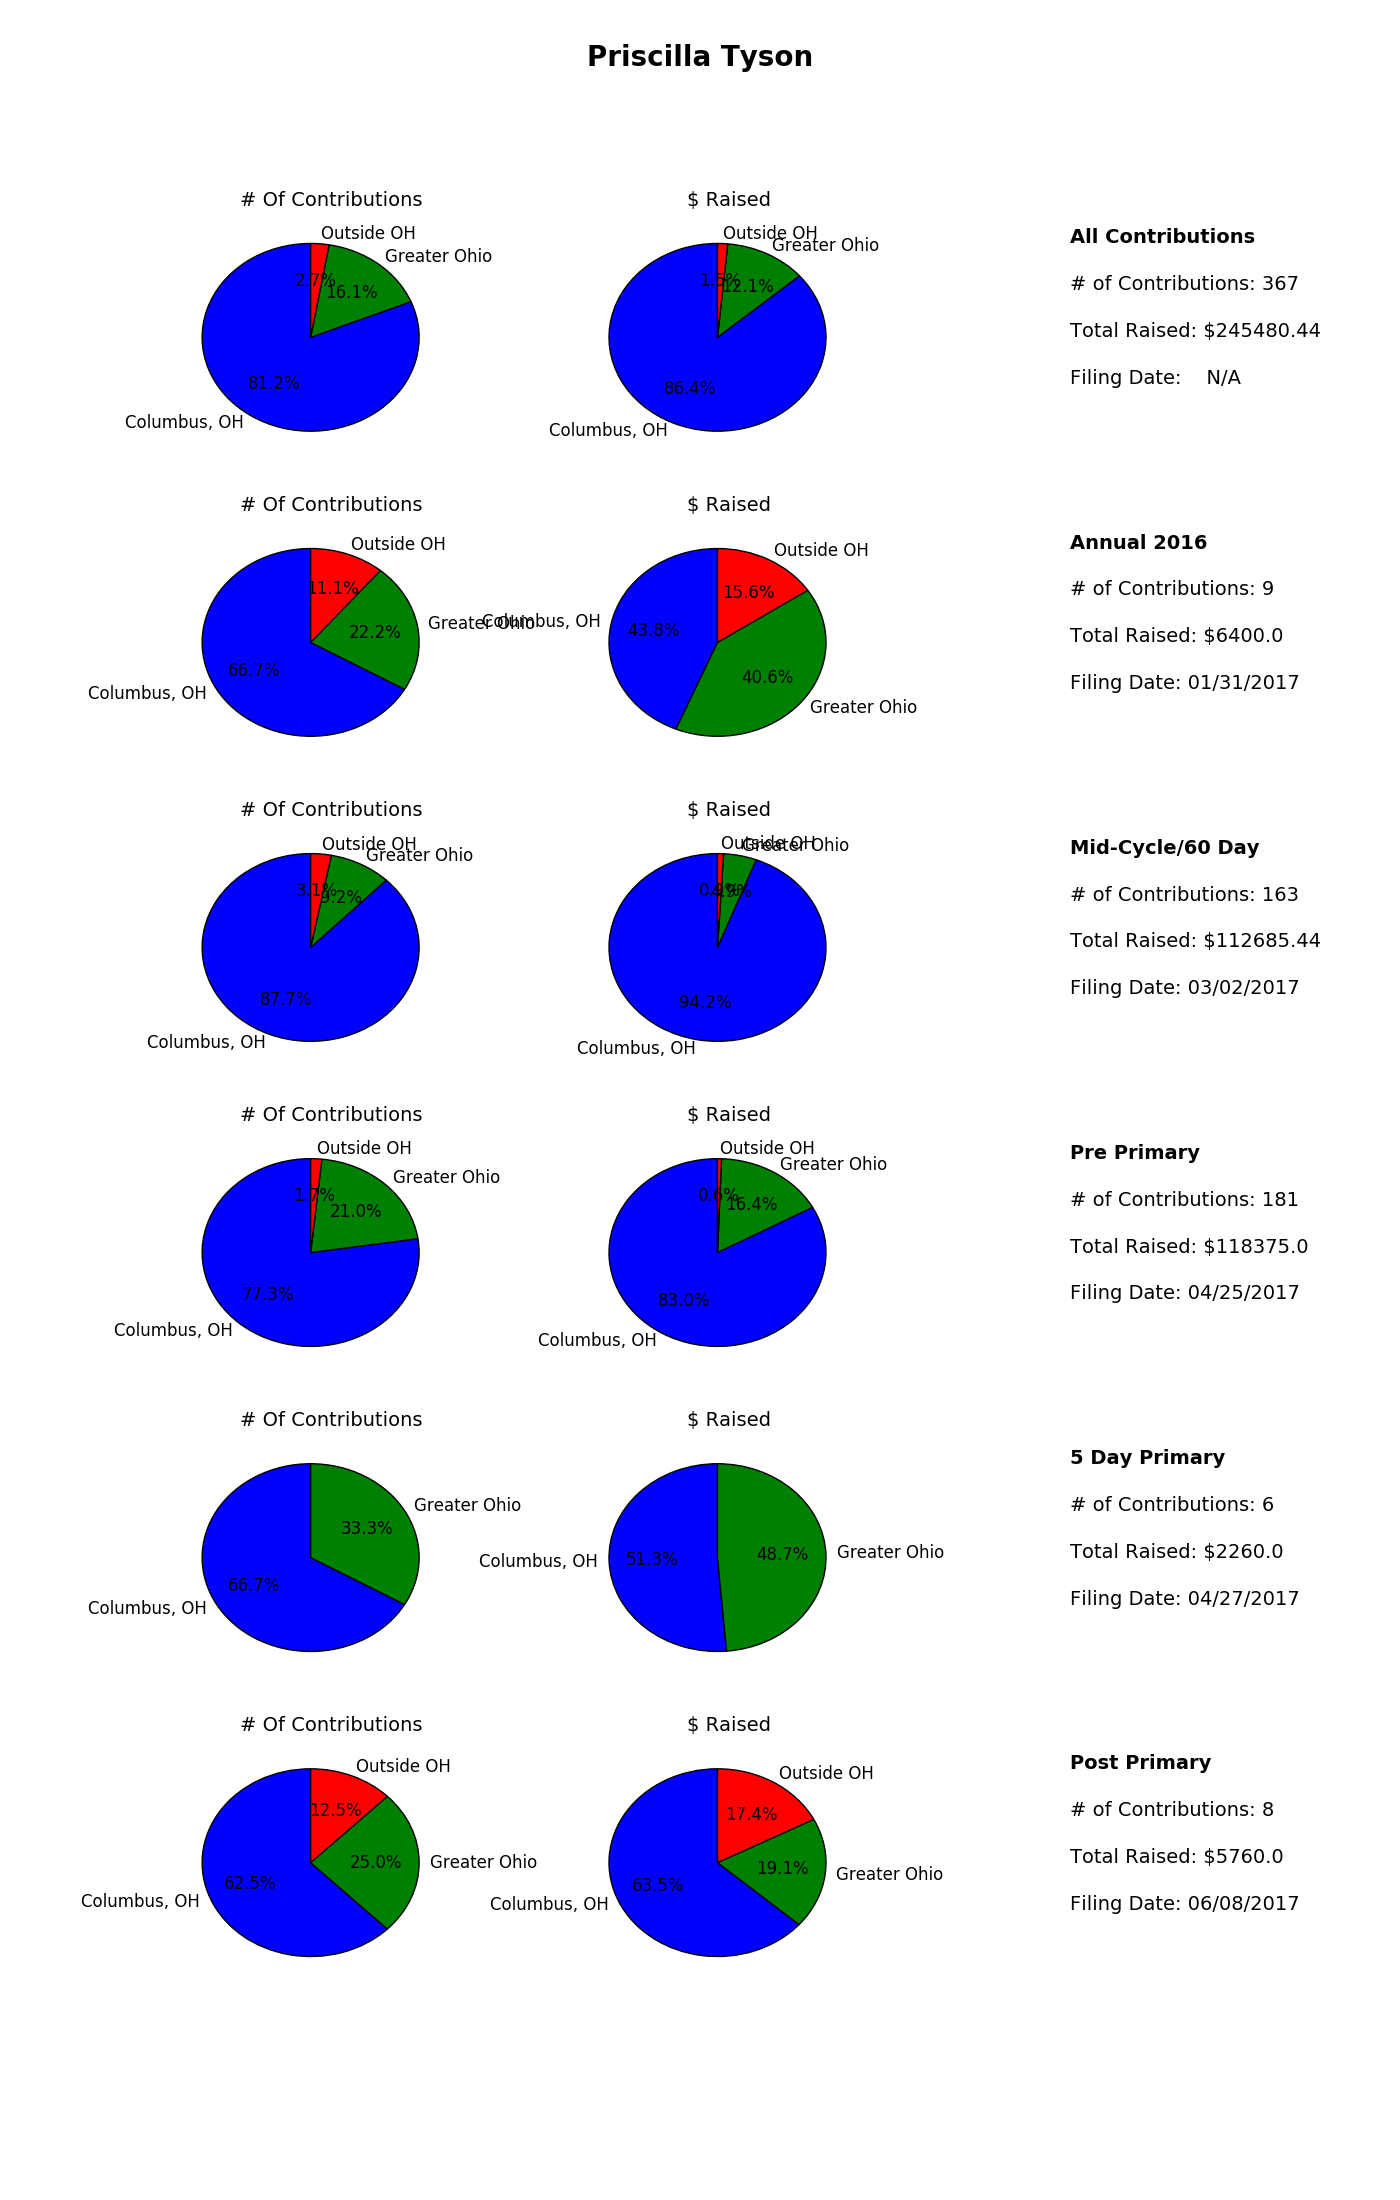 Priscilla Tyson
# Of Contributions
Outside OH
Greater Ohio
2.7%
16.1%
81.2%
Columbus, OH
$ Raised
Outside OH
Greater Ohio
1.5%
12.1%
86.4%
Columbus, OH
All Contributions
# of Contributions: 367
Total Raised: $245480.44
Filing Date: N/A
# Of Contributions
Outside OH
11.1%
22.2%
Greater Ohio
66.7%
Columbus, OH
$ Raised
Outside OH
15.6%
Columbus, OH
43.8%
40.6%
Greater Ohio
Annual 2016
# of Contributions: 9
Total Raised: $6400.0
Filing Date: 01/31/2017
# Of Contributions
Outside OH
Greater Ohio
3.1%
9.2%
87.7%
Columbus, OH
$ Raised
Outside OH
Greater Ohio
94.2%
Columbus, OH
Mid-Cycle/60 Day
# of Contributions: 163
Total Raised: $112685.44
Filing Date: 03/02/2017
# Of Contributions
Outside OH
Greater Ohio
1.7%
21.0%
77.3%
Columbus, OH
$ Raised
Outside OH
Greater Ohio
0.6%
16.4%
83.0%
Columbus, OH
Pre Primary
# of Contributions: 181
Total Raised: $118375.0
Filing Date: 04/25/2017
# Of Contributions
Greater Ohio
33.3%
66.7%
Columbus, OH
$ Raised
Columbus, OH
51.3%
48.7%
Greater Ohio
5 Day Primary
# of Contributions: 6
Total Raised: $2260.0
Filing Date: 04/27/2017
# Of Contributions
Outside OH
12.5%
25.0%
Greater Ohio
62.5%
Columbus, OH
$ Raised
Outside OH
17.4%
19.1%
Greater Ohio
63.5%
Columbus, OH
Post Primary
# of Contributions: 8
Total Raised: $5760.0
Filing Date: 06/08/2017